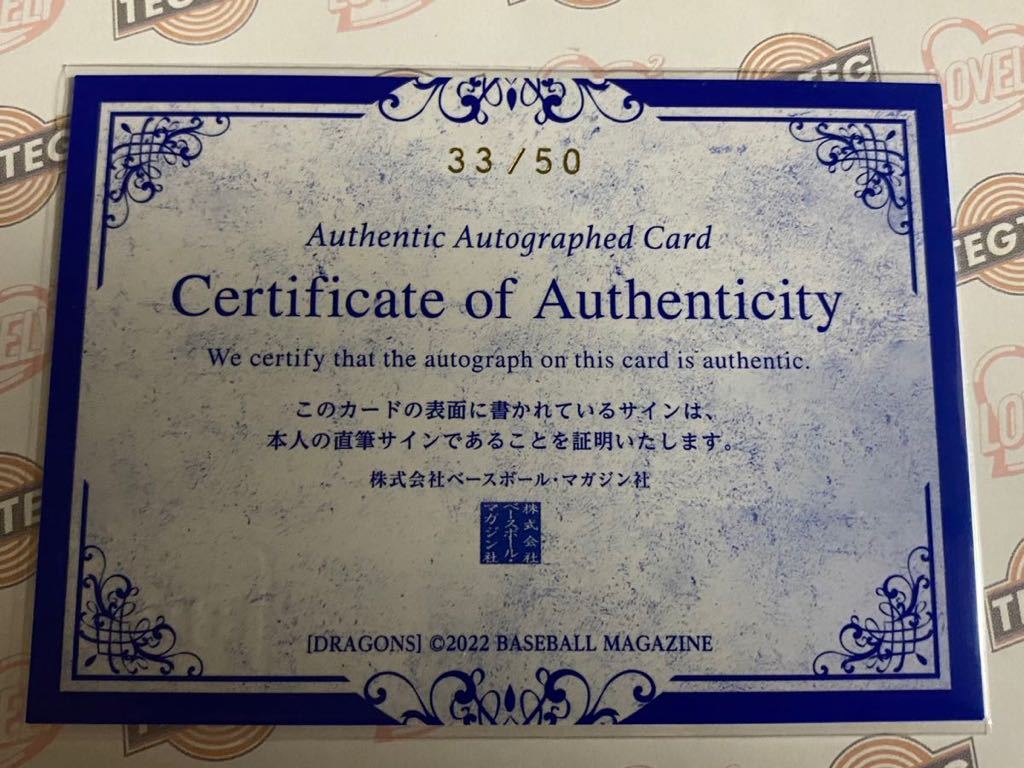 33/50
Authentic Autographed Card
Certificate of Authenticity
We certify that the autograph on this card is authentic.
このカードの表面に書かれているサインは、
本人の直筆サインであることを証明いたします。
株式会社ベースボール・マガジン社
株式会社
ベースボール・
マガジン社
[DRAGONS] ©2022 BASEBALL MAGAZINE
TEG
LOVEL
TEG
TEGT